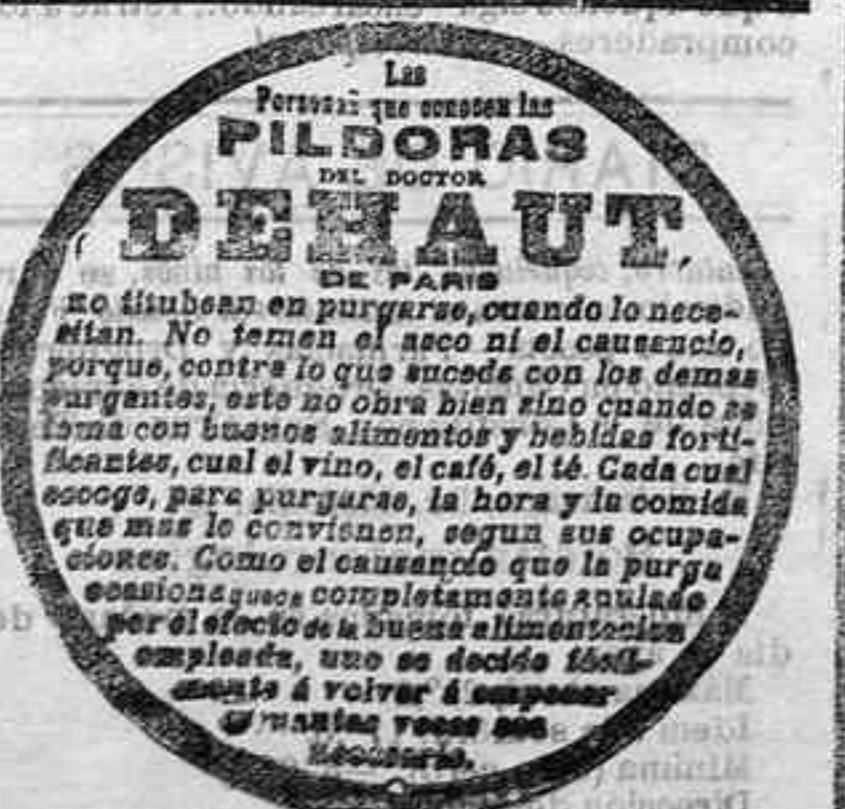 compradores
Las
Personas que conocen las
PILDORAS
DEL DOCTOR
DEHAUT,
DE PARIS
no titubean en purgarse, cuando lo nece-
sitan. No temen el asco ni el causancio,
porque, contra lo que sucede con los demas
purgantes, este no obra bien sino cuando se
toma con buenos alimentos y bebidas forti-
ficantes, cual el vino, el café, el té. Cada cual
escoge, para purgarse, la hora y la comida
que mas le convienen, segun sus ocupa-
ciones. Como el causancio que la purga
ocasiona queda completamente anulado
por el efecto de la buena alimentacion
empleada, uno se decide fácil-
mente á volver á empezar
cuantas veces sea
necesario.